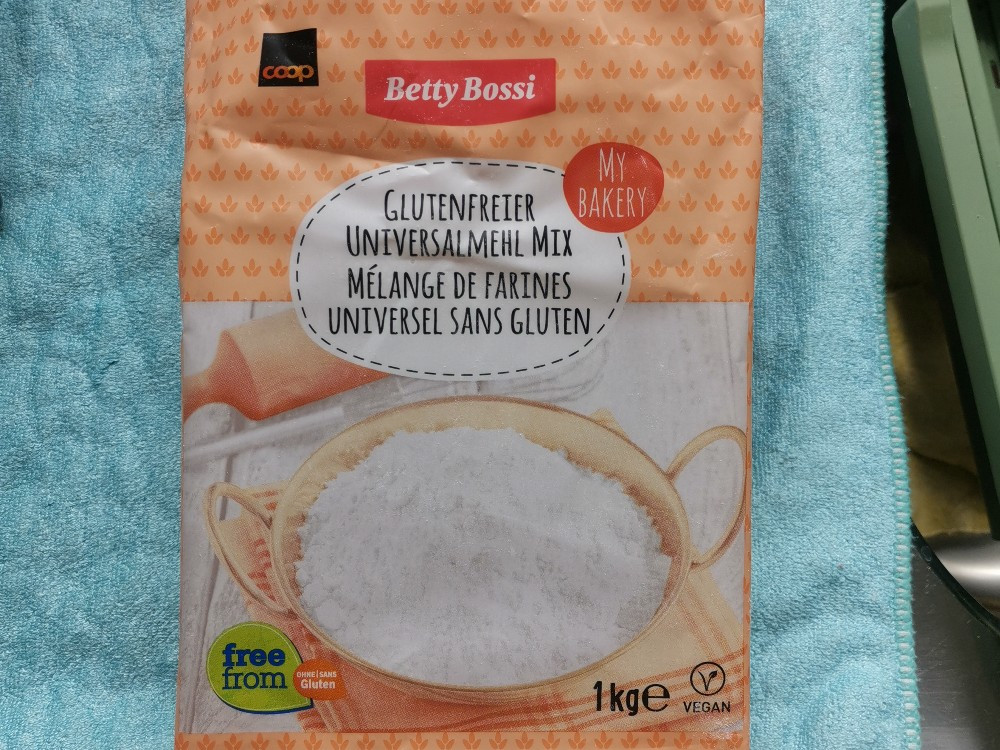 coop
Betty Bossi
MY
BAKERY
GLUTENFREIER
UNIVERSALMEHL MIX
MÉLANGE DE FARINES
UNIVERSEL SANS GLUTEN
free
from
OHNE|SANS
Gluten
1kg℮
VEGAN